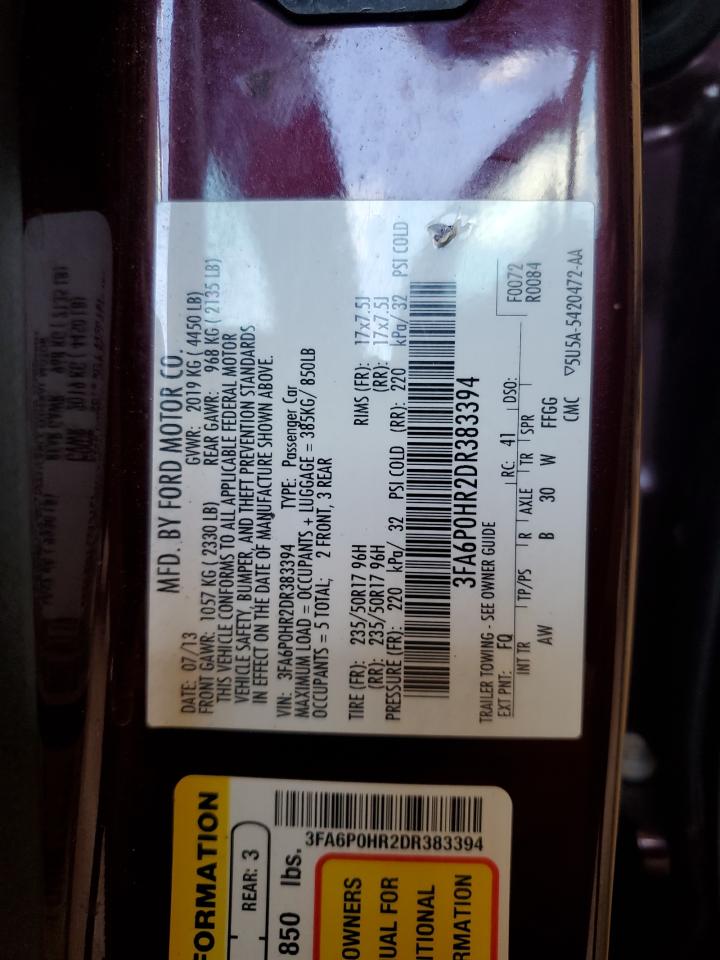 MFD. BY FORD MOTOR CO.
DATE: 07/13 GVWR: 2019 KG ( 4450 LB)
FRONT GAWR: 1057 KG ( 2330 LB) REAR GAWR: 968 KG ( 2135 LB)
THIS VEHICLE CONFORMS TO ALL APPLICABLE FEDERAL MOTOR
VEHICLE SAFETY, BUMPER, AND THEFT PREVENTION STANDARDS
IN EFFECT ON THE DATE OF MANUFACTURE SHOWN ABOVE.
VIN: 3FA6P0HR2DR383394 TYPE: Passenger Car
MAXIMUM LOAD = OCCUPANTS + LUGGAGE = 385KG/ 850LB
OCCUPANTS = 5 TOTAL; 2 FRONT, 3 REAR
TIRE (FR): 235/50R17 96H RIMS (FR): 17x7.5J
(RR): 235/50R17 96H (RR): 17x7.5J
PRESSURE (FR): 220 kPa/ 32 PSI COLD (RR): 220 kPa/ 32 PSI COLD
3FA6P0HR2DR383394
TRAILER TOWING - SEE OWNER GUIDE
EXT PNT: FQ RC: 41 DSO: F0072
R0084
INT TR TP/PS R AXLE TR SPR
AW B 30 W FFGG
CMC ▽5U5A-5420472-AA
FORMATION
REAR: 3
850 lbs.
3FA6P0HR2DR383394
OWNERS
UAL FOR
ITIONAL
RMATION